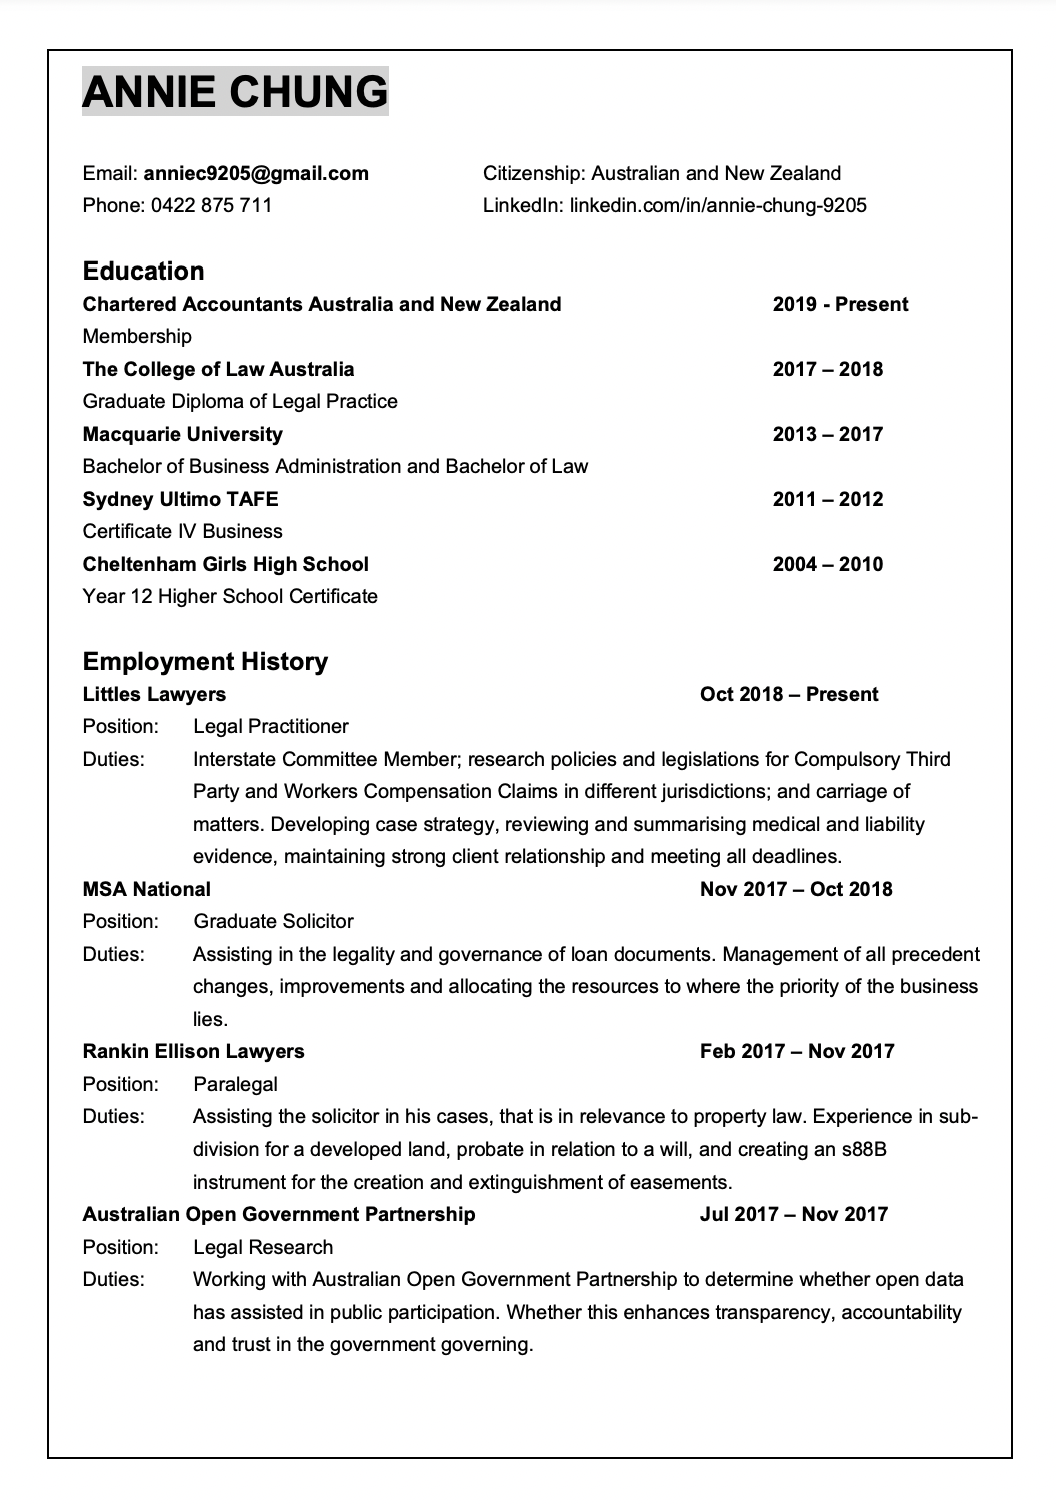 ANNIE CHUNG
Email: anniec9205@gmail.com Citizenship: Australian and New Zealand
Phone: 0422 875 711 LinkedIn: linkedin.com/in/annie-chung-9205
Education
Chartered Accountants Australia and New Zealand 2019 - Present
Membership
The College of Law Australia 2017 – 2018
Graduate Diploma of Legal Practice
Macquarie University 2013 – 2017
Bachelor of Business Administration and Bachelor of Law
Sydney Ultimo TAFE 2011 – 2012
Certificate IV Business
Cheltenham Girls High School 2004 – 2010
Year 12 Higher School Certificate
Employment History
Littles Lawyers Oct 2018 – Present
Position: Legal Practitioner
Duties: Interstate Committee Member; research policies and legislations for Compulsory Third
Party and Workers Compensation Claims in different jurisdictions; and carriage of
matters. Developing case strategy, reviewing and summarising medical and liability
evidence, maintaining strong client relationship and meeting all deadlines.
MSA National Nov 2017 – Oct 2018
Position: Graduate Solicitor
Duties: Assisting in the legality and governance of loan documents. Management of all precedent
changes, improvements and allocating the resources to where the priority of the business
lies.
Rankin Ellison Lawyers Feb 2017 – Nov 2017
Position: Paralegal
Duties: Assisting the solicitor in his cases, that is in relevance to property law. Experience in sub-
division for a developed land, probate in relation to a will, and creating an s88B
instrument for the creation and extinguishment of easements.
Australian Open Government Partnership Jul 2017 – Nov 2017
Position: Legal Research
Duties: Working with Australian Open Government Partnership to determine whether open data
has assisted in public participation. Whether this enhances transparency, accountability
and trust in the government governing.